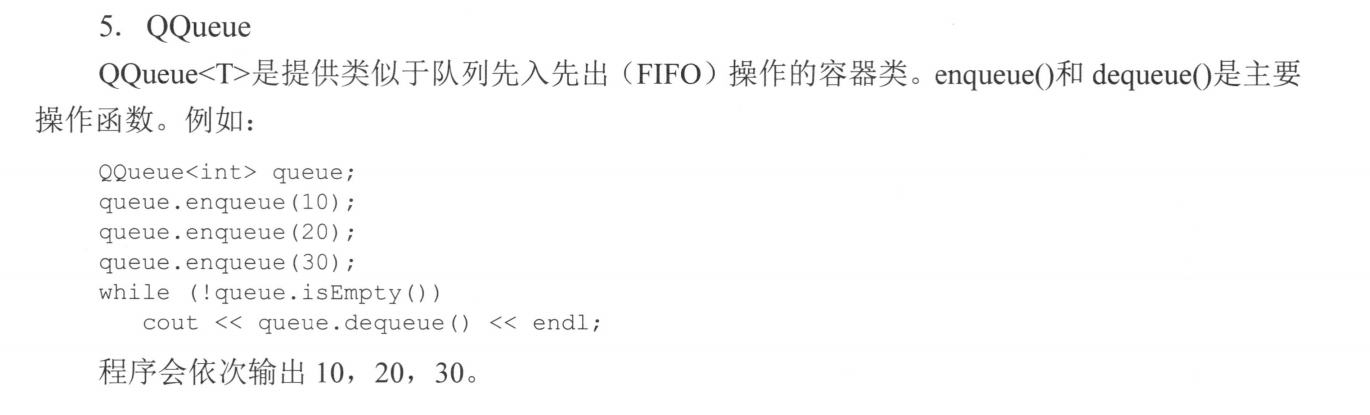 5. QQueue
QQueue<T>是提供类似于队列先入先出（FIFO）操作的容器类。enqueue()和 dequeue()是主要
操作函数。例如：
QQueue<int> queue;
queue.enqueue(10);
queue.enqueue(20);
queue.enqueue(30);
while (!queue.isEmpty())
   cout << queue.dequeue() << endl;
程序会依次输出 10，20，30。